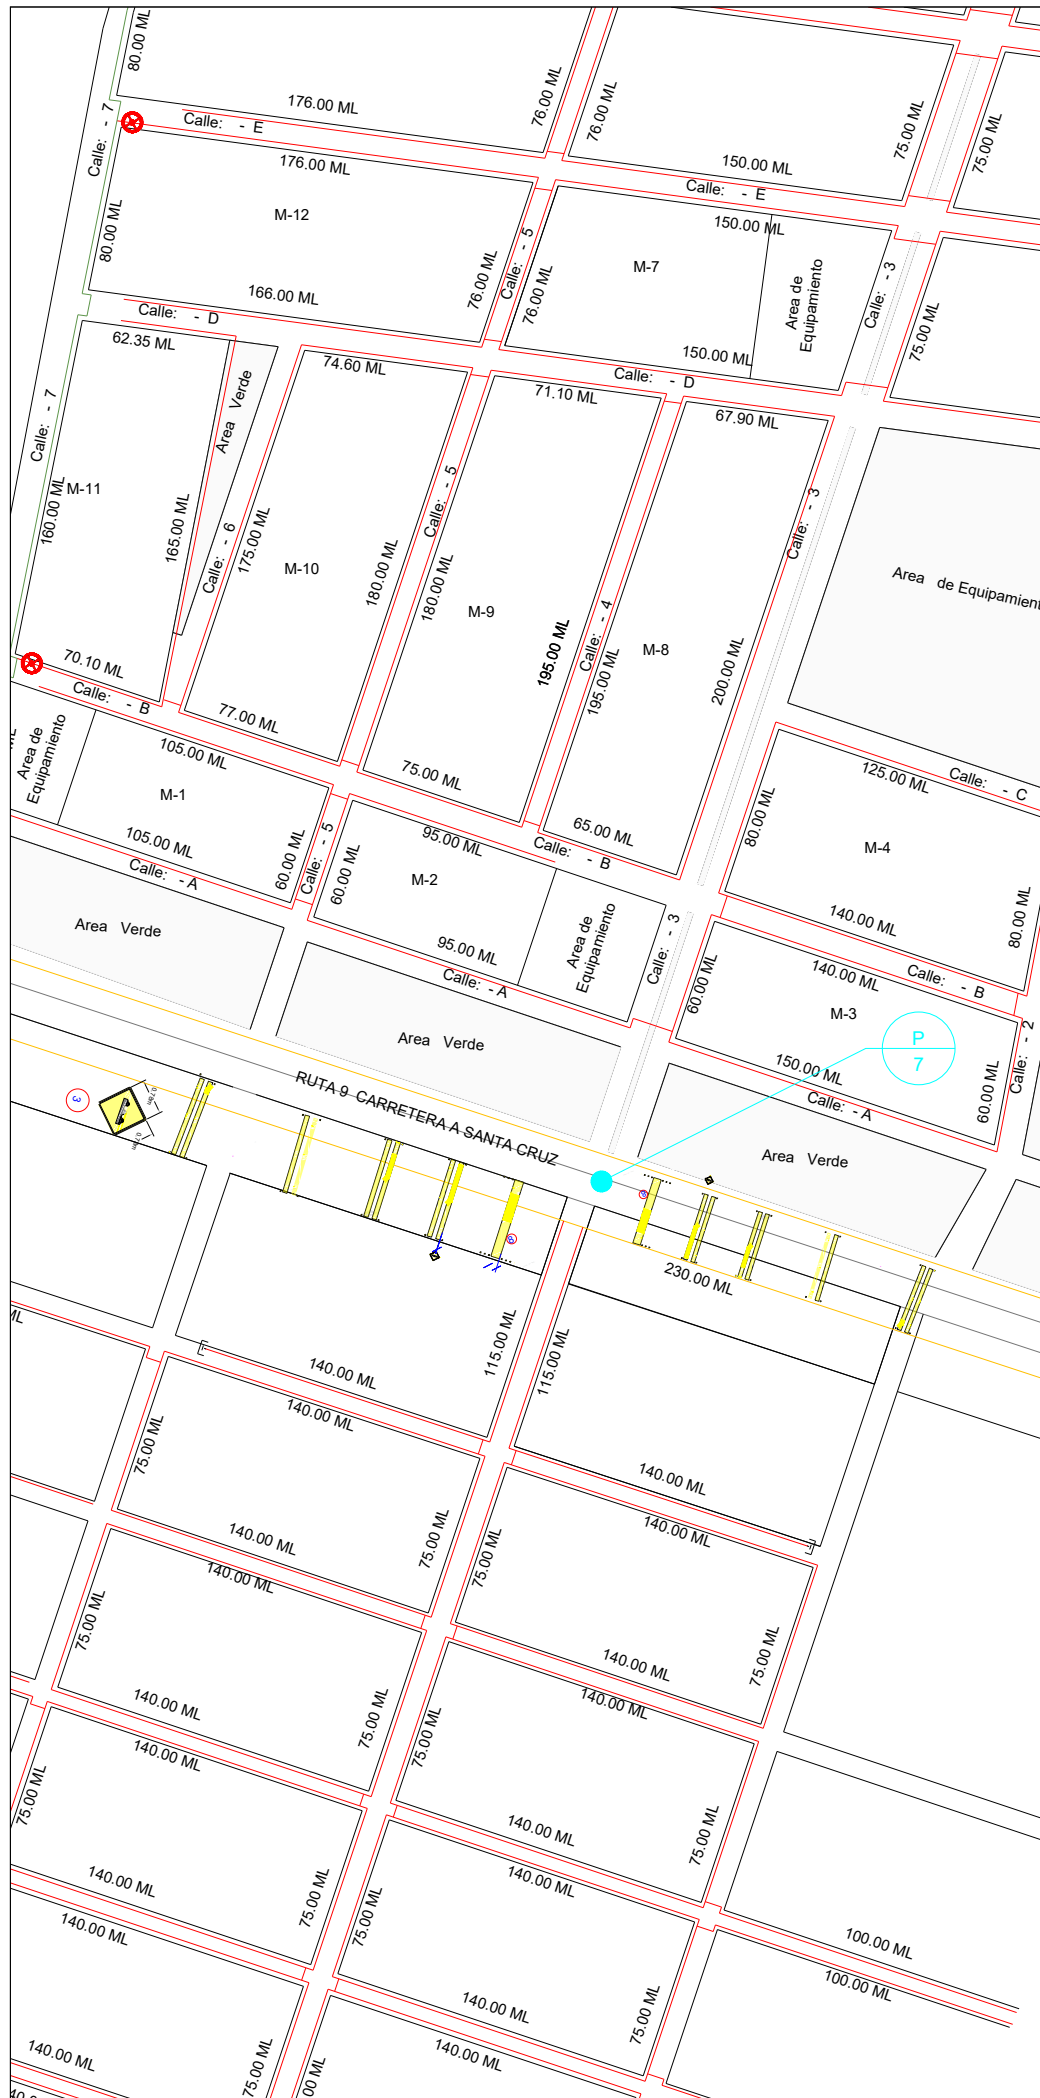 80.00 ML
176.00 ML
76.00 ML
76.00 ML
75.00 ML
75.00 ML
Calle: - 7
Calle: - E
176.00 ML
150.00 ML
Calle: - E
M-12
80.00 ML
76.00 ML
Calle: - 5
76.00 ML
M-7
150.00 ML
Area de
Equipamiento
Calle: - 3
75.00 ML
166.00 ML
Calle: - D
62.35 ML
74.60 ML
150.00 ML
Calle: - D
71.10 ML
67.90 ML
Calle: - 7
Area Verde
M-11
160.00 ML
165.00 ML
Calle: - 6
175.00 ML
M-10
180.00 ML
Calle: - 5
180.00 ML
M-9
195.00 ML
Calle: - 4
195.00 ML
M-8
200.00 ML
Calle: - 3
Area de Equipamient
70.10 ML
Calle: - B
77.00 ML
75.00 ML
65.00 ML
Calle: - B
Calle: - C
125.00 ML
ML
Area de
Equipamiento
105.00 ML
M-1
105.00 ML
60.00 ML
Calle: - 5
60.00 ML
95.00 ML
M-2
95.00 ML
Area de
Equipamiento
Calle: - 3
80.00 ML
M-4
140.00 ML
80.00 ML
Calle: - A
Area Verde
Calle: - A
Area Verde
60.00 ML
140.00 ML
Calle: - B
M-3
150.00 ML
60.00 ML
Calle: - 2
Calle: - A
Area Verde
P
7
RUTA 9 CARRETERA A SANTA CRUZ
3
230.00 ML
ML
140.00 ML
115.00 ML
115.00 ML
140.00 ML
140.00 ML
75.00 ML
75.00 ML
140.00 ML
140.00 ML
75.00 ML
75.00 ML
140.00 ML
140.00 ML
75.00 ML
75.00 ML
140.00 ML
140.00 ML
75.00 ML
75.00 ML
140.00 ML
140.00 ML
75.00 ML
75.00 ML
140.00 ML
140.00 ML
75.00 ML
75.00 ML
140.00 ML
140.00 ML
75.00 ML
100.00 ML
100.00 ML
140.00 ML
75.00 ML
00 ML
140.00 ML